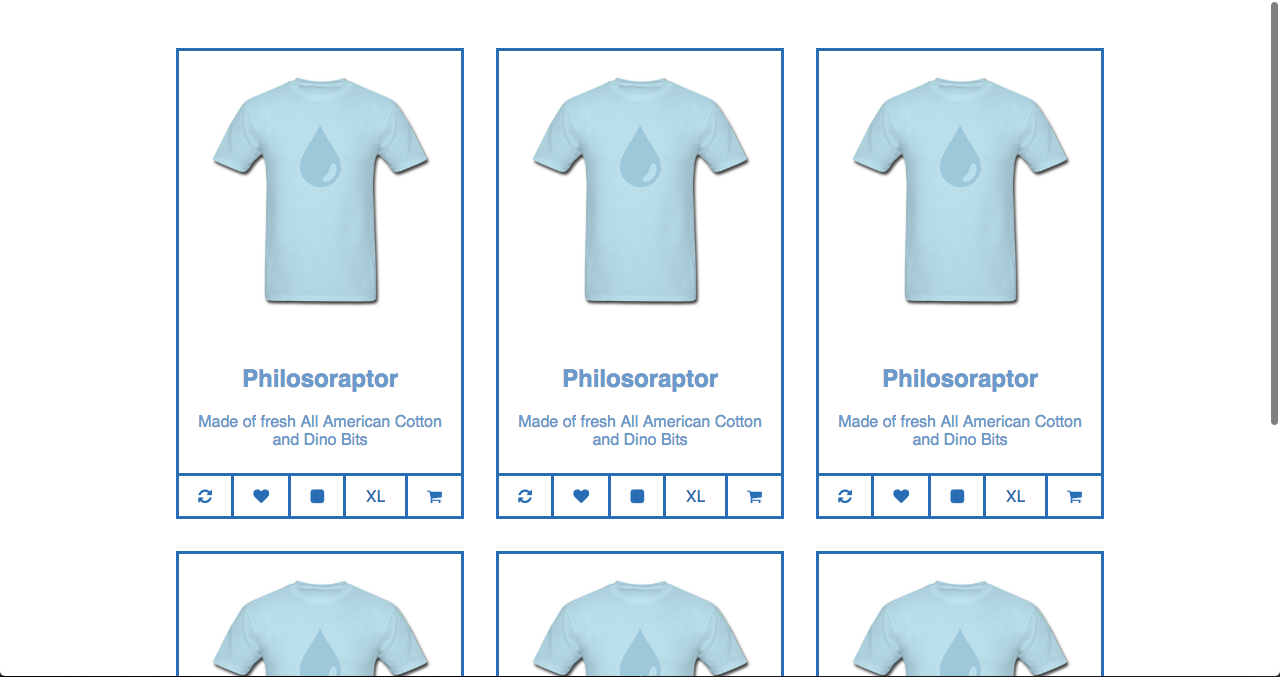 Philosoraptor
Made of fresh All American Cotton
and Dino Bits
XL
Philosoraptor
Made of fresh All American Cotton
and Dino Bits
XL
Philosoraptor
Made of fresh All American Cotton
and Dino Bits
XL